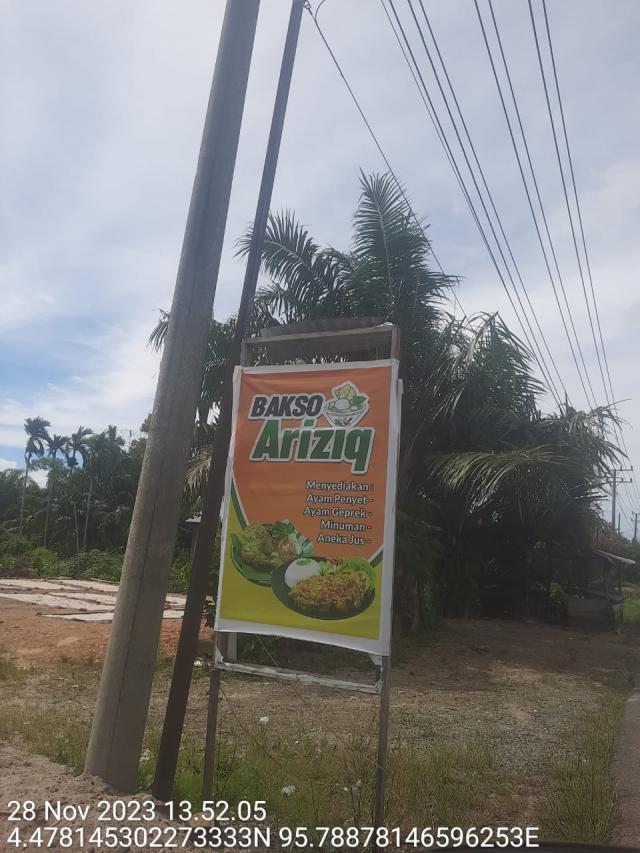 BAKSO
Ariziq
Menyediakan :
Ayam Penyet -
Ayam Geprek -
Minuman -
Aneka Jus -
28 Nov 2023 13.52.05
4.478145302273333N 95.78878146596253E